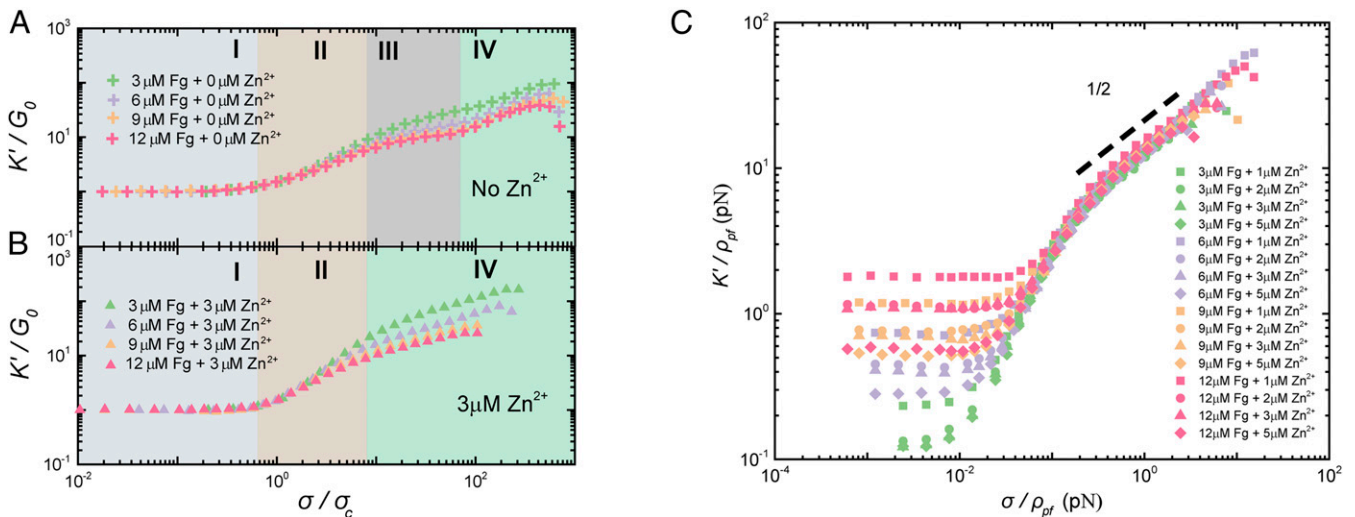 A
10³
10¹
10⁻¹
K' / G₀
I
II
III
IV
3 μM Fg + 0 μM Zn²⁺
6 μM Fg + 0 μM Zn²⁺
9 μM Fg + 0 μM Zn²⁺
12 μM Fg + 0 μM Zn²⁺
No Zn²⁺
B
10³
10¹
10⁻¹
K' / G₀
I
II
IV
3 μM Fg + 3 μM Zn²⁺
6 μM Fg + 3 μM Zn²⁺
9 μM Fg + 3 μM Zn²⁺
12 μM Fg + 3 μM Zn²⁺
3μM Zn²⁺
10⁻²
10⁻¹
10⁰
10¹
10²
σ / σc
C
10²
10¹
10⁰
10⁻¹
K' / ρpf (pN)
1/2
3μM Fg + 1μM Zn²⁺
3μM Fg + 2μM Zn²⁺
3μM Fg + 3μM Zn²⁺
3μM Fg + 5μM Zn²⁺
6μM Fg + 1μM Zn²⁺
6μM Fg + 2μM Zn²⁺
6μM Fg + 3μM Zn²⁺
6μM Fg + 5μM Zn²⁺
9μM Fg + 1μM Zn²⁺
9μM Fg + 2μM Zn²⁺
9μM Fg + 3μM Zn²⁺
9μM Fg + 5μM Zn²⁺
12μM Fg + 1μM Zn²⁺
12μM Fg + 2μM Zn²⁺
12μM Fg + 3μM Zn²⁺
12μM Fg + 5μM Zn²⁺
10⁻⁴
10⁻²
10⁰
10²
σ / ρpf (pN)